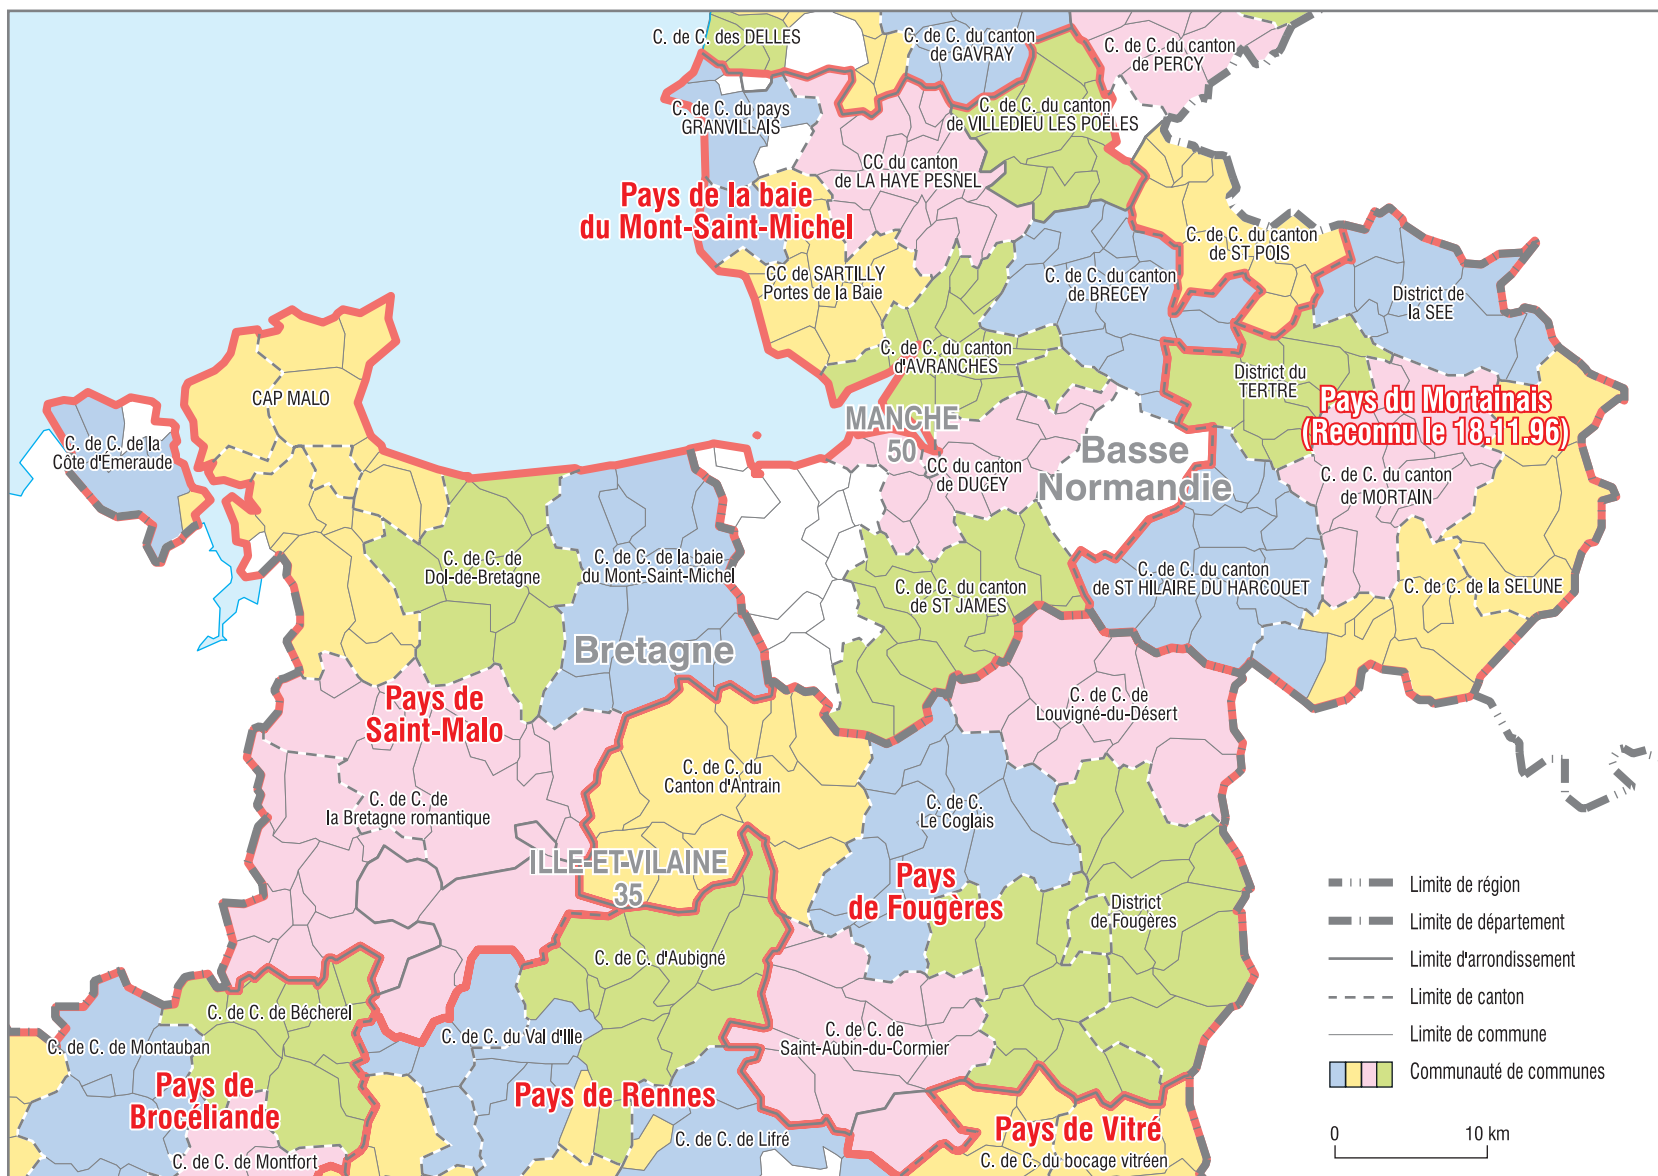 C. de C. des DELLES
C. de C. du canton
de GAVRAY
C. de C. du canton
de PERCY
C. de C. du pays
GRANVILLAIS
C. de C. du canton
de VILLEDIEU LES POËLES
CC du canton
de LA HAYE PESNEL
Pays de la baie
du Mont-Saint-Michel
C. de C. du canton
de ST POIS
CC de SARTILLY
Portes de la Baie
C. de C. du canton
de BRECEY
District de
la SEE
C. de C. du canton
d'AVRANCHES
District du
TERTRE
CAP MALO
Pays du Mortainais
(Reconnu le 18.11.96)
MANCHE
50
C. de C. de la
Côte d'Émeraude
Basse
Normandie
CC du canton
de DUCEY
C. de C. du canton
de MORTAIN
C. de C. de
Dol-de-Bretagne
C. de C. de la baie
du Mont-Saint-Michel
C. de C. du canton
de ST JAMES
C. de C. du canton
de ST HILAIRE DU HARCOUET
C. de C. de la SELUNE
Bretagne
Pays de
Saint-Malo
C. de C. de
Louvigné-du-Désert
C. de C. du
Canton d'Antrain
C. de C. de
la Bretagne romantique
C. de C.
Le Coglais
ILLE-ET-VILAINE
35
Pays
de Fougères
District
de Fougères
C. de C. d'Aubigné
C. de C. de Bécherel
C. de C. de Montauban
C. de C. du Val d'Ille
C. de C. de
Saint-Aubin-du-Cormier
Pays de
Brocéliande
Pays de Rennes
Pays de Vitré
C. de C. de Lifré
C. de C. de Montfort
C. de C. du bocage vitréen
Limite de région
Limite de département
Limite d'arrondissement
Limite de canton
Limite de commune
Communauté de communes
0 10 km